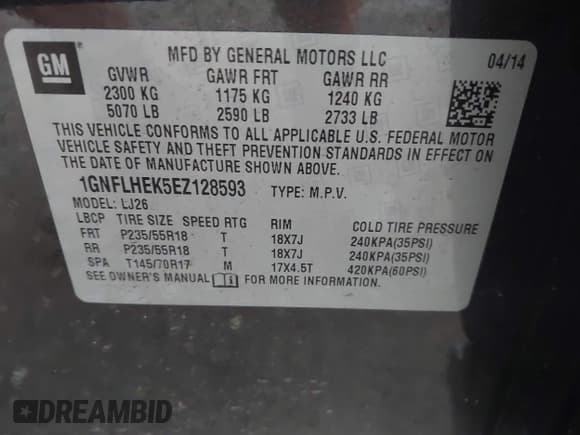 GM
MFD BY GENERAL MOTORS LLC 04/14
GVWR GAWR FRT GAWR RR
2300 KG 1175 KG 1240 KG
5070 LB 2590 LB 2733 LB
THIS VEHICLE CONFORMS TO ALL APPLICABLE U.S. FEDERAL MOTOR
VEHICLE SAFETY AND THEFT PREVENTION STANDARDS IN EFFECT ON
THE DATE OF MANUFACTURE SHOWN ABOVE.
1GNFLHEK5EZ128593 TYPE: M.P.V.
MODEL: LJ26
LBCP TIRE SIZE SPEED RTG RIM COLD TIRE PRESSURE
FRT P235/55R18 T 18X7J 240KPA(35PSI)
RR P235/55R18 T 18X7J 240KPA(35PSI)
SPA T145/70R17 M 17X4.5T 420KPA(60PSI)
SEE OWNER'S MANUAL FOR MORE INFORMATION.
DREAMBID